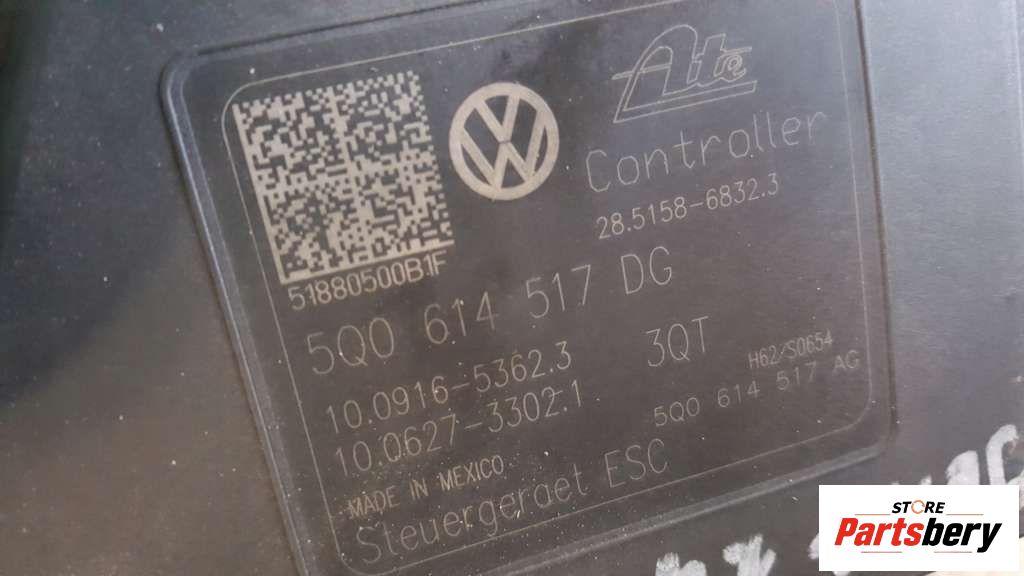 Ate
Controller
28.5158-6832.3
51880500B1F
5Q0 614 517 DG
10.0916-5362.3
3QT
H62/S0654
10.0627-3302.1
5Q0 614 517 AG
MADE IN MEXICO
Steuergeraet ESC
STORE
Partsbery